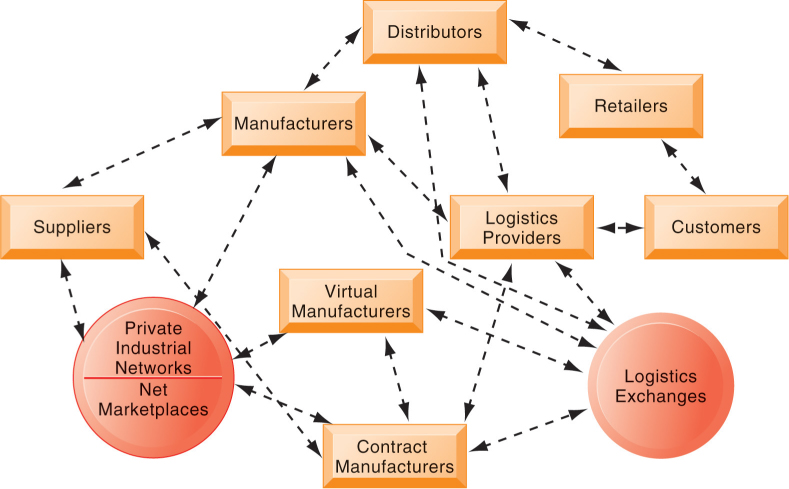 Distributors
Retailers
Manufacturers
Suppliers
Logistics
Providers
Customers
Virtual
Manufacturers
Private
Industrial
Networks
Net
Marketplaces
Logistics
Exchanges
Contract
Manufacturers